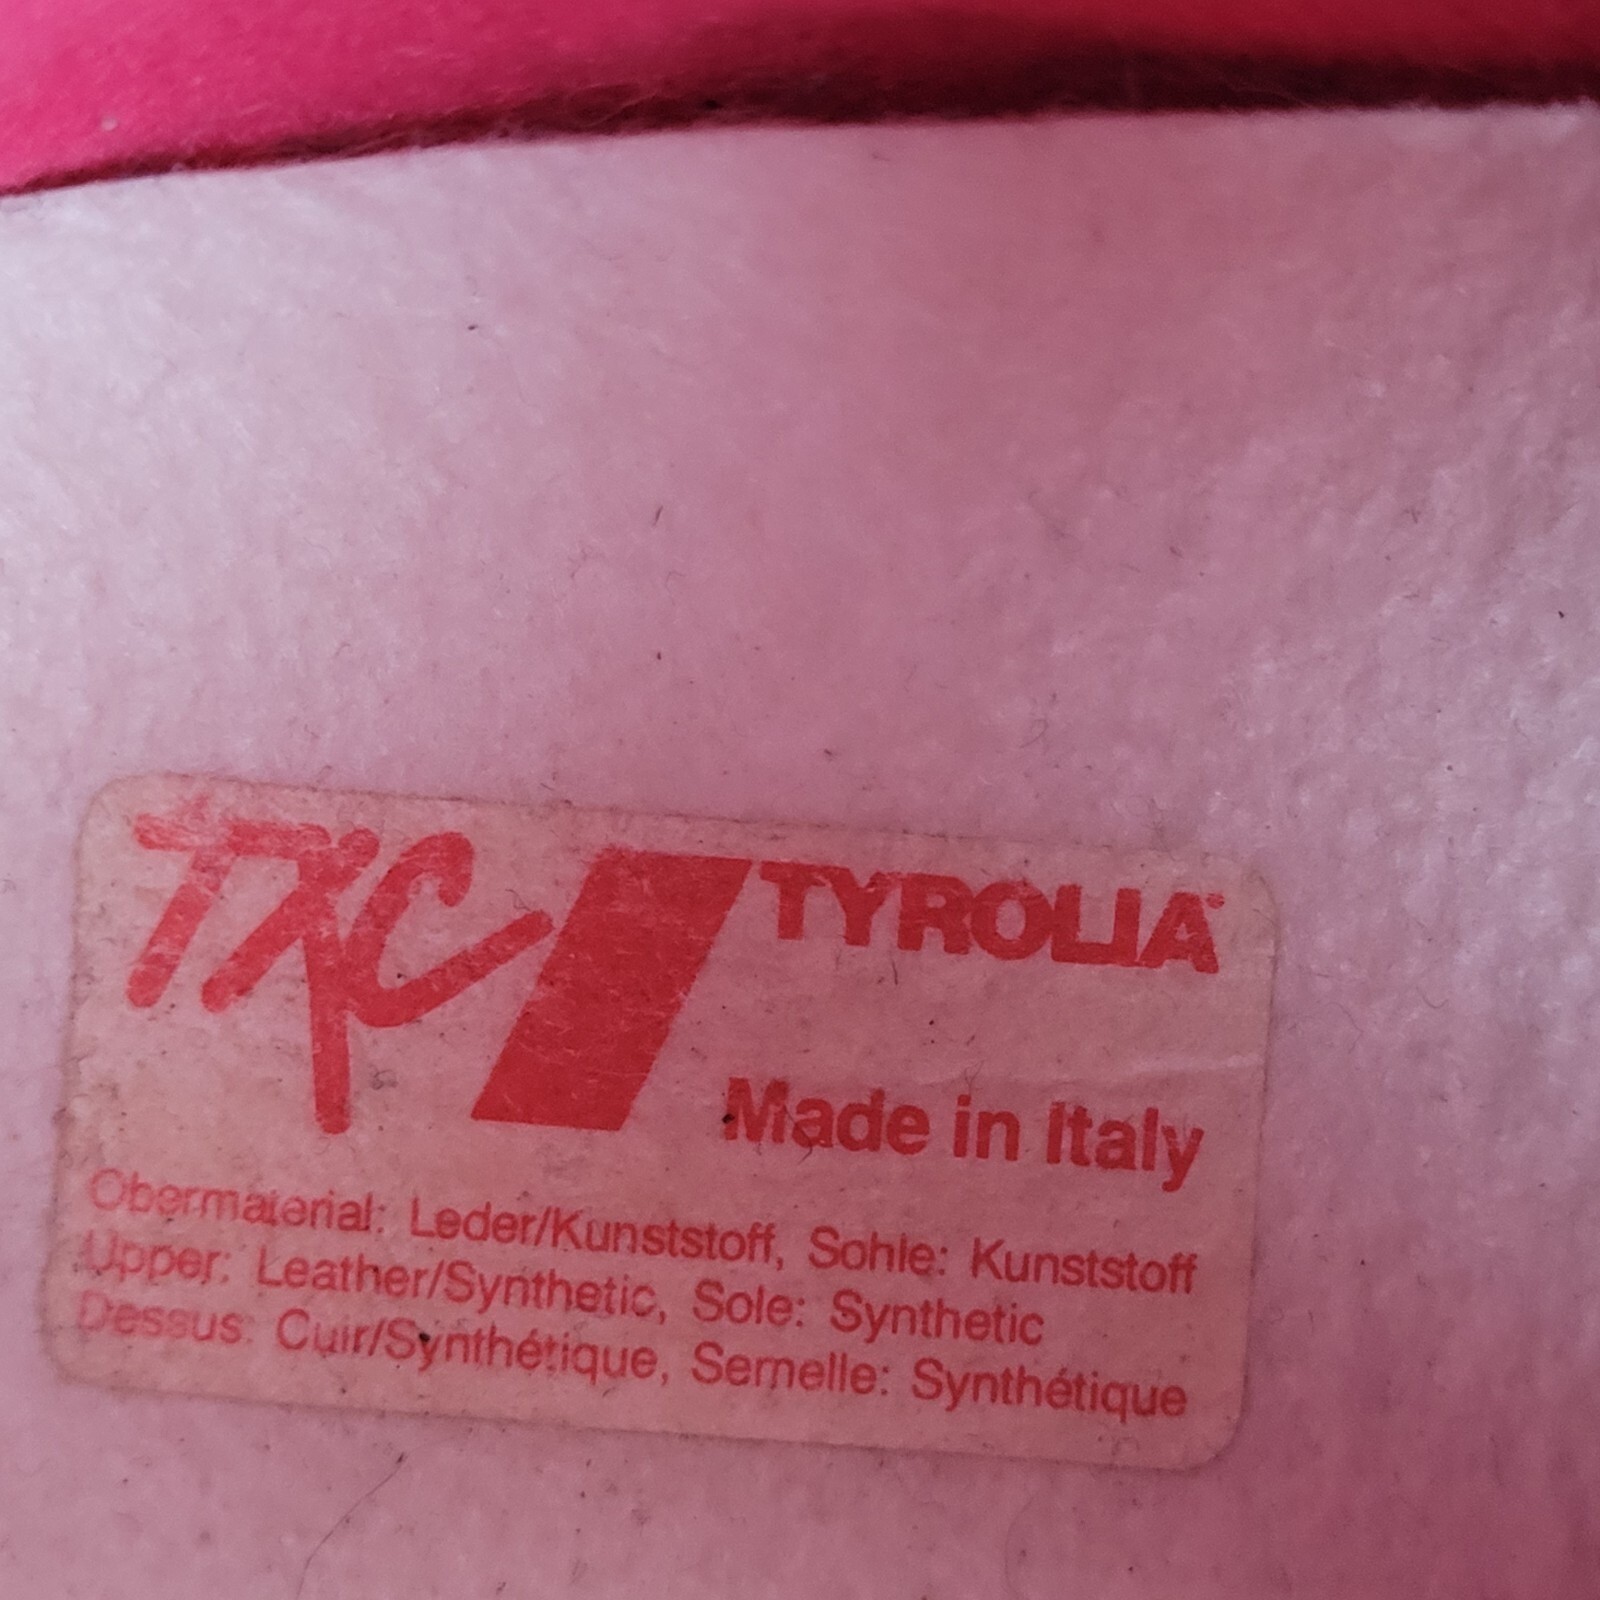 TXC TYROLIA
Made in Italy
Obermaterial: Leder/Kunststoff, Sohle: Kunststoff
Upper: Leather/Synthetic, Sole: Synthetic
Dessus: Cuir/Synthétique, Semelle: Synthétique